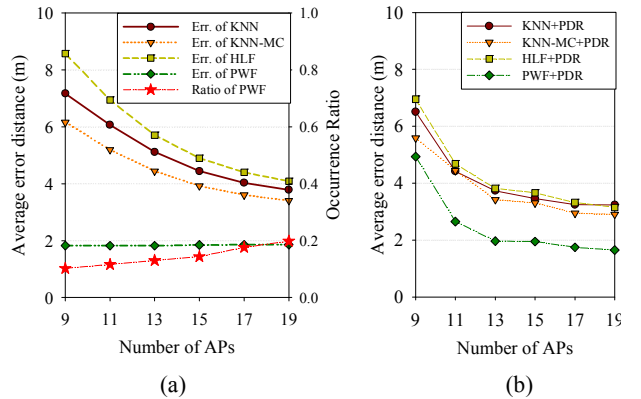 Average error distance (m)
10
8
6
4
2
0
Err. of KNN
Err. of KNN-MC
Err. of HLF
Err. of PWF
Ratio of PWF
1.0
0.8
0.6
0.4
0.2
0.0
Occurrence Ratio
9 11 13 15 17 19
Number of APs
(a)
Average error distance (m)
10
8
6
4
2
0
KNN+PDR
KNN-MC+PDR
HLF+PDR
PWF+PDR
9 11 13 15 17 19
Number of APs
(b)